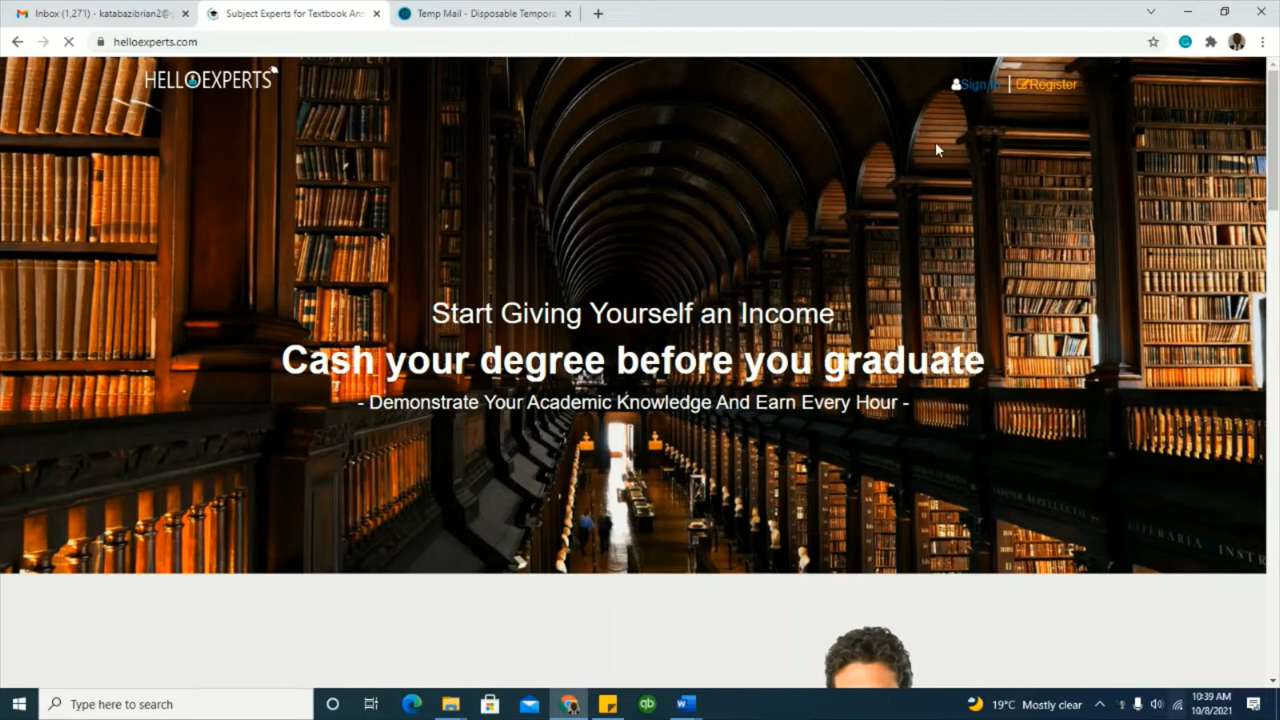 Inbox (1,271) - katabazibrian2@
Subject Experts for Textbook Ans
Temp Mail - Disposable Tempora
helloexperts.com
HELLOEXPERTS
Sign In
Register
Start Giving Yourself an Income
Cash your degree before you graduate
- Demonstrate Your Academic Knowledge And Earn Every Hour -
Type here to search
qb
W
19°C Mostly clear
10:39 AM
10/8/2021